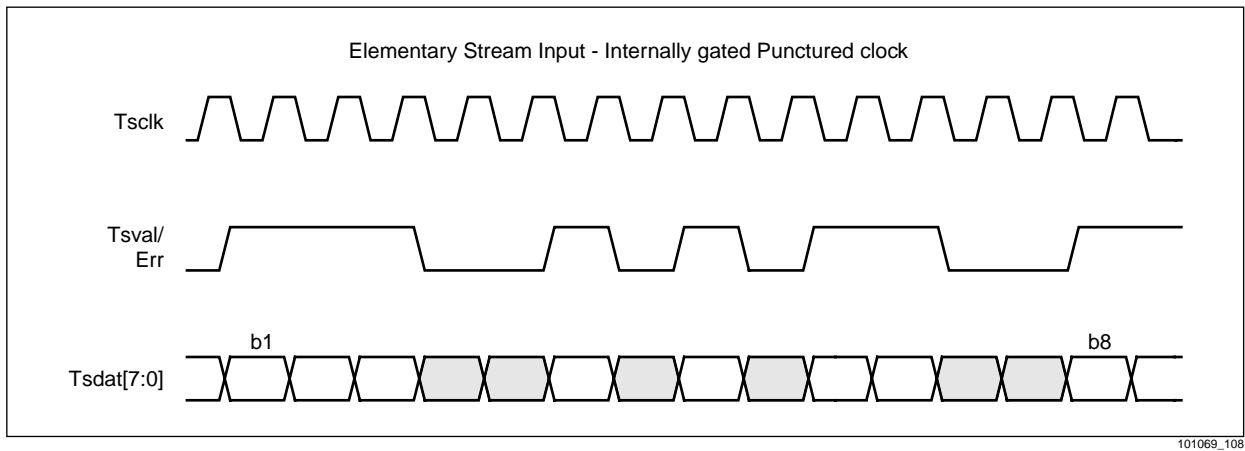 Elementary Stream Input - Internally gated Punctured clock
Tsclk
Tsval/
Err
b1
b8
Tsdat[7:0]
101069_108